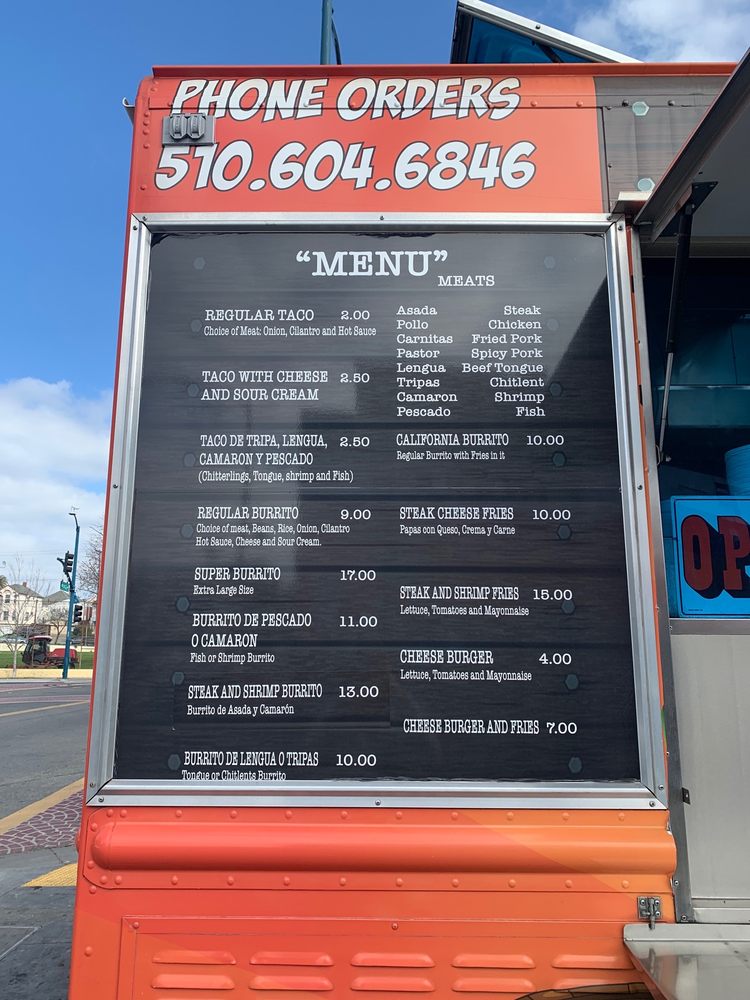 PHONE ORDERS
510.604.6846
"MENU"
MEATS
REGULAR TACO 2.00
Choice of Meat: Onion, Cilantro and Hot Sauce
TACO WITH CHEESE 2.50
AND SOUR CREAM
TACO DE TRIPA, LENGUA, 2.50
CAMARON Y PESCADO
(Chitterlings, Tongue, shrimp and Fish)
REGULAR BURRITO 9.00
Choice of meat, Beans, Rice, Onion, Cilantro
Hot Sauce, Cheese and Sour Cream.
SUPER BURRITO 17.00
Extra Large Size
BURRITO DE PESCADO 11.00
O CAMARON
Fish or Shrimp Burrito
STEAK AND SHRIMP BURRITO 13.00
Burrito de Asada y Camarón
BURRITO DE LENGUA O TRIPAS 10.00
Tongue or Chitlents Burrito
Asada Steak
Pollo Chicken
Carnitas Fried Pork
Pastor Spicy Pork
Lengua Beef Tongue
Tripas Chitlent
Camaron Shrimp
Pescado Fish
CALIFORNIA BURRITO 10.00
Regular Burrito with Fries in it
STEAK CHEESE FRIES 10.00
Papas con Queso, Crema y Carne
STEAK AND SHRIMP FRIES 15.00
Lettuce, Tomatoes and Mayonnaise
CHEESE BURGER 4.00
Lettuce, Tomatoes and Mayonnaise
CHEESE BURGER AND FRIES 7.00
OP